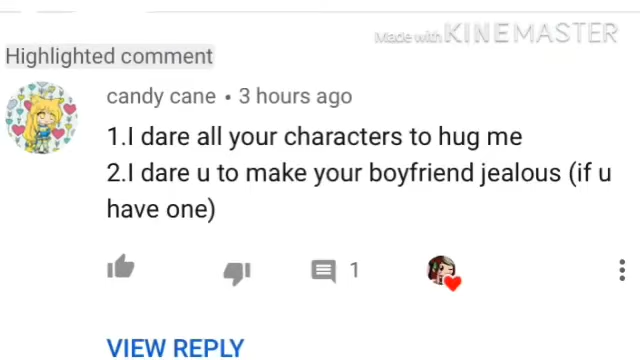 Made with KINEMASTER
Highlighted comment
candy cane • 3 hours ago
1.I dare all your characters to hug me
2.I dare u to make your boyfriend jealous (if u
have one)
1
VIEW REPLY